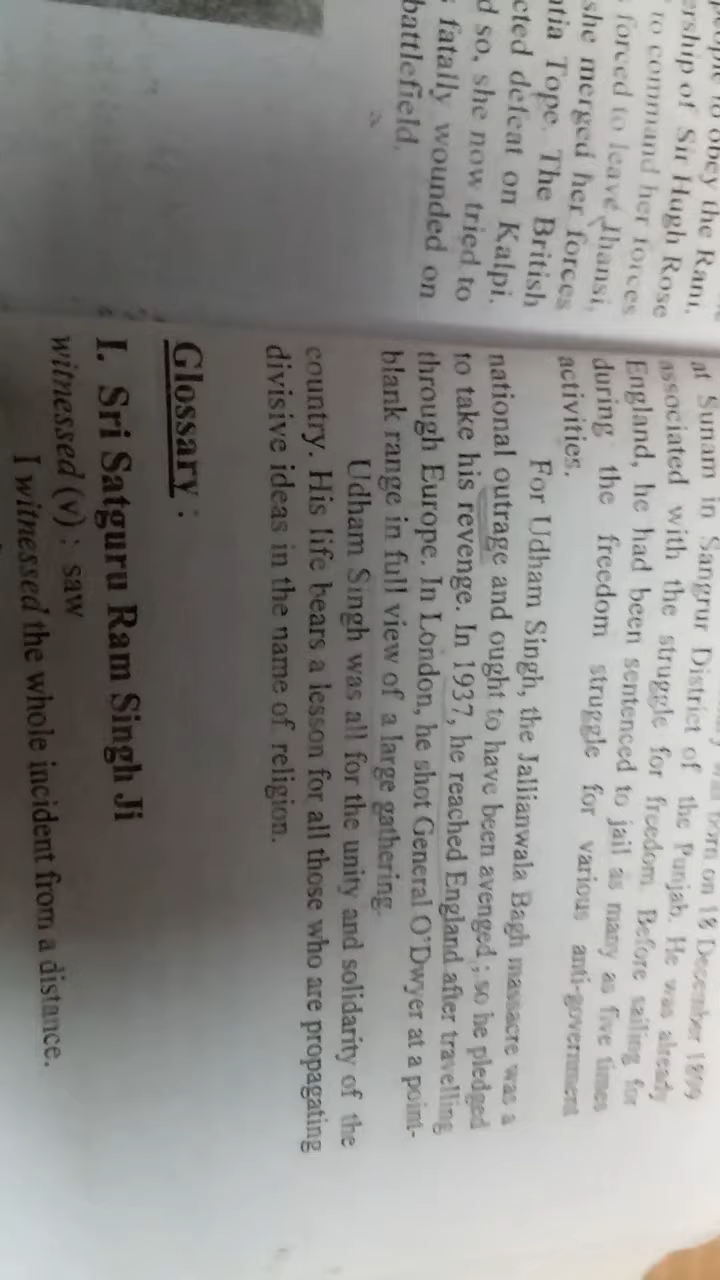 to obey the Rani.
ership of Sir Hugh Rose
to command her forces
forced to leave Jhansi,
she merged her forces
ntia Tope. The British
cted defeat on Kalpi.
d so, she now tried to
fatally wounded on
battlefield.
born on 18 December 1899
at Sunam in Sangrur District of the Punjab. He was already
associated with the struggle for freedom. Before sailing for
England, he had been sentenced to jail as many as five times
during the freedom struggle for various anti-government
activities.
For Udham Singh, the Jallianwala Bagh massacre was a
national outrage and ought to have been avenged ; so he pledged
to take his revenge. In 1937, he reached England after travelling
through Europe. In London, he shot General O'Dwyer at a point-
blank range in full view of a large gathering.
Udham Singh was all for the unity and solidarity of the
country. His life bears a lesson for all those who are propagating
divisive ideas in the name of religion.
Glossary :
I. Sri Satguru Ram Singh Ji
witnessed (v) : saw
I witnessed the whole incident from a distance.